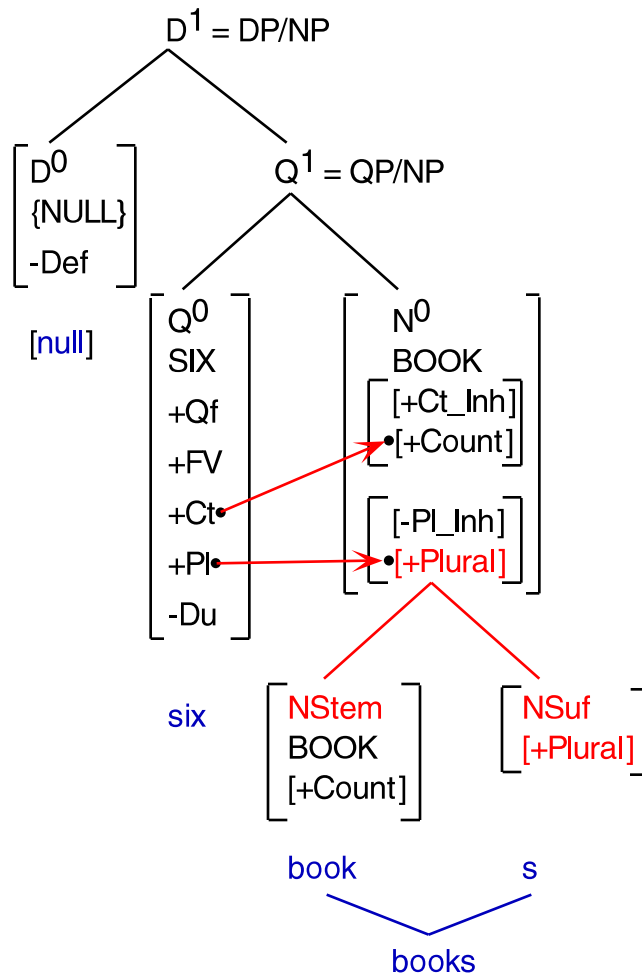 D1 = DP/NP
D0
{NULL}
-Def
[null]
Q1 = QP/NP
Q0
SIX
+Qf
+FV
+Ct
+Pl
-Du
six
N0
BOOK
[+Ct_Inh]
[+Count]
[-Pl_Inh]
[+Plural]
NStem
BOOK
[+Count]
NSuf
[+Plural]
book
s
books